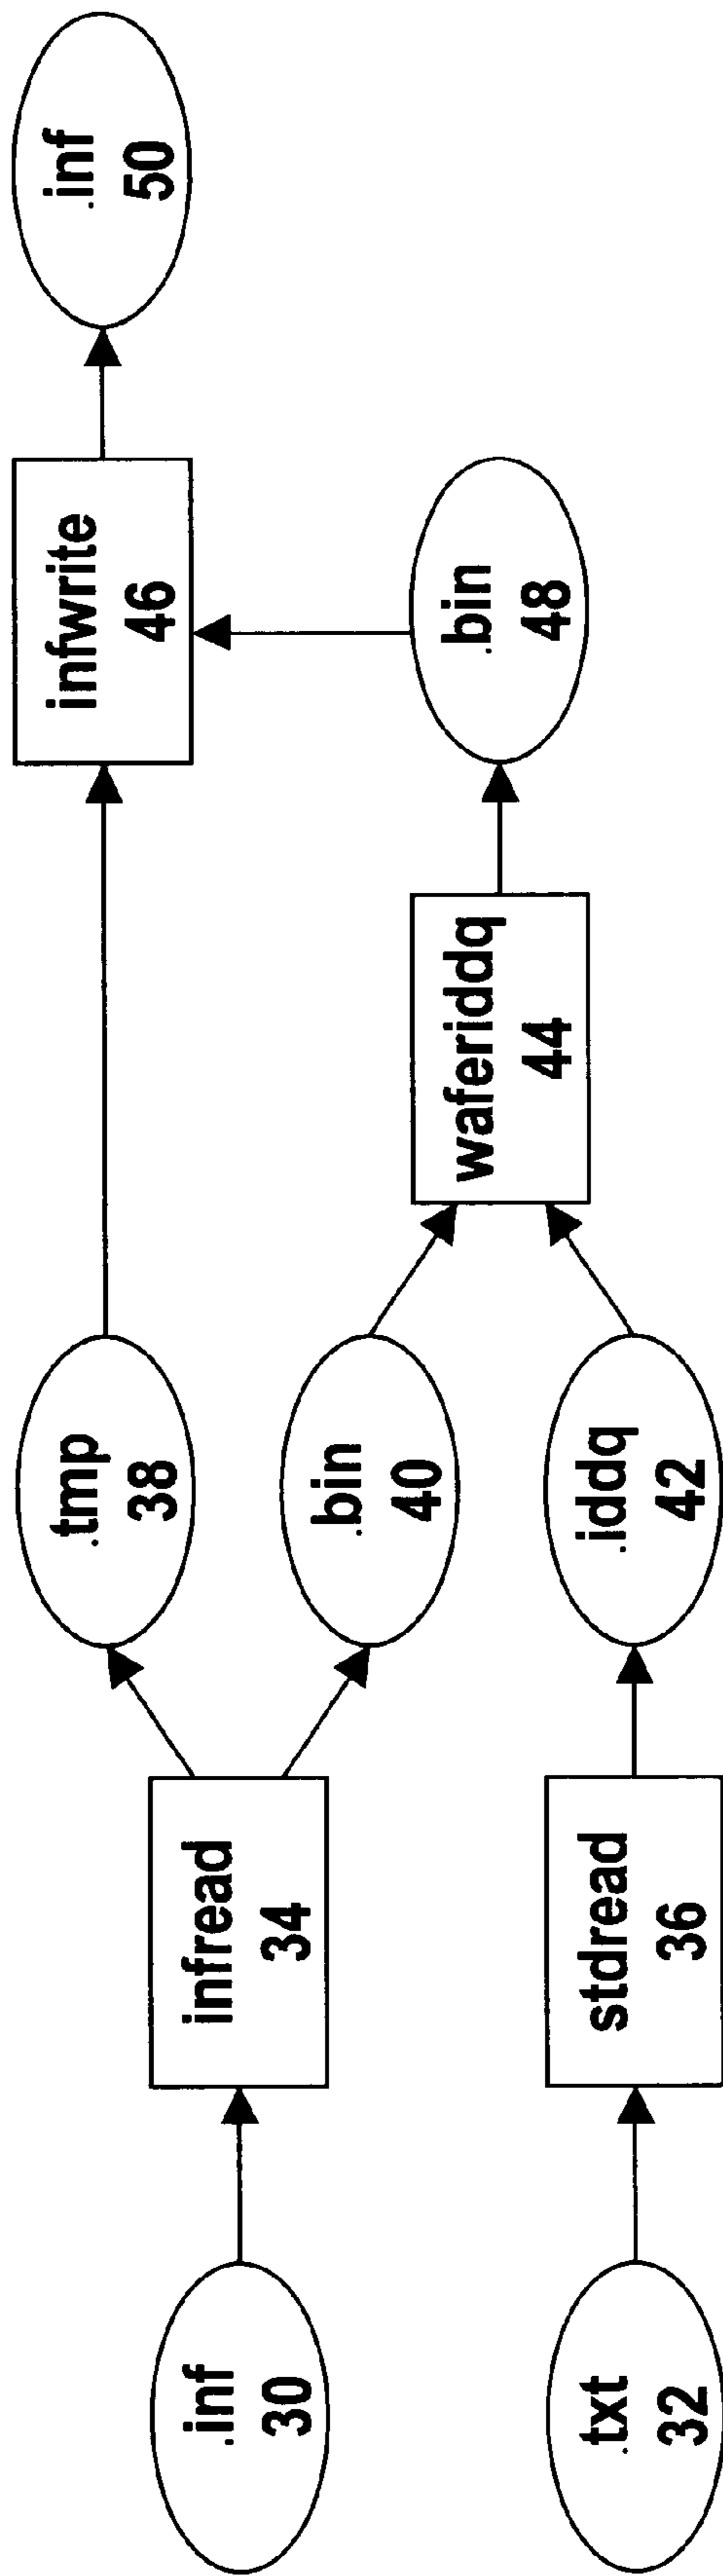 .inf
30
.txt
32
infread
34
stdread
36
.tmp
38
.bin
40
.iddq
42
waferiddq
44
infwrite
46
.bin
48
.inf
50